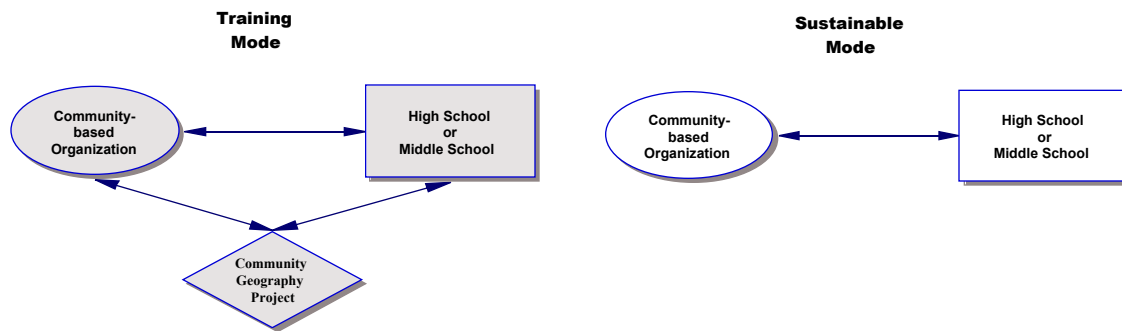 Training
Mode
Community-
based
Organization
High School
or
Middle School
Community
Geography
Project
Sustainable
Mode
Community-
based
Organization
High School
or
Middle School